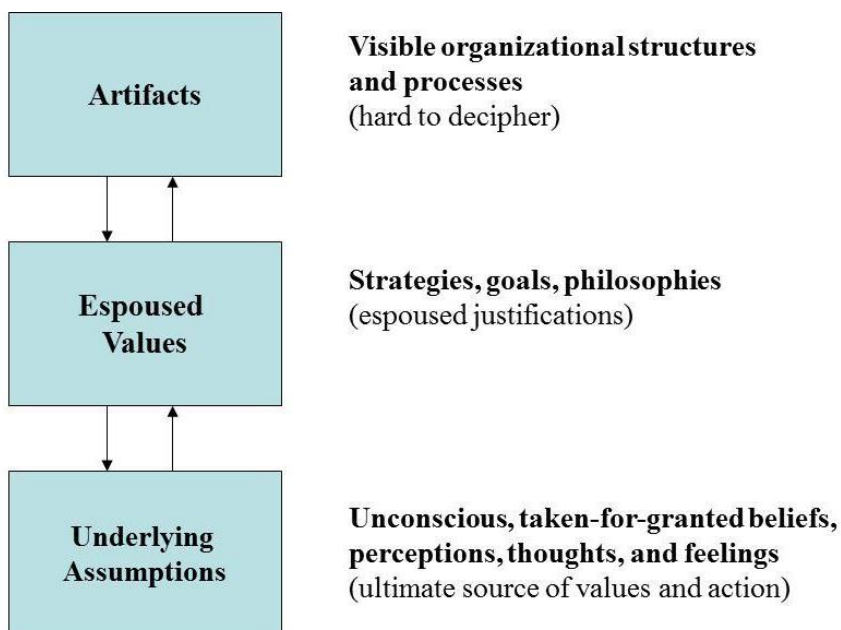 Artifacts
Visible organizational structures
and processes
(hard to decipher)
Espoused
Values
Strategies, goals, philosophies
(espoused justifications)
Underlying
Assumptions
Unconscious, taken-for-granted beliefs,
perceptions, thoughts, and feelings
(ultimate source of values and action)